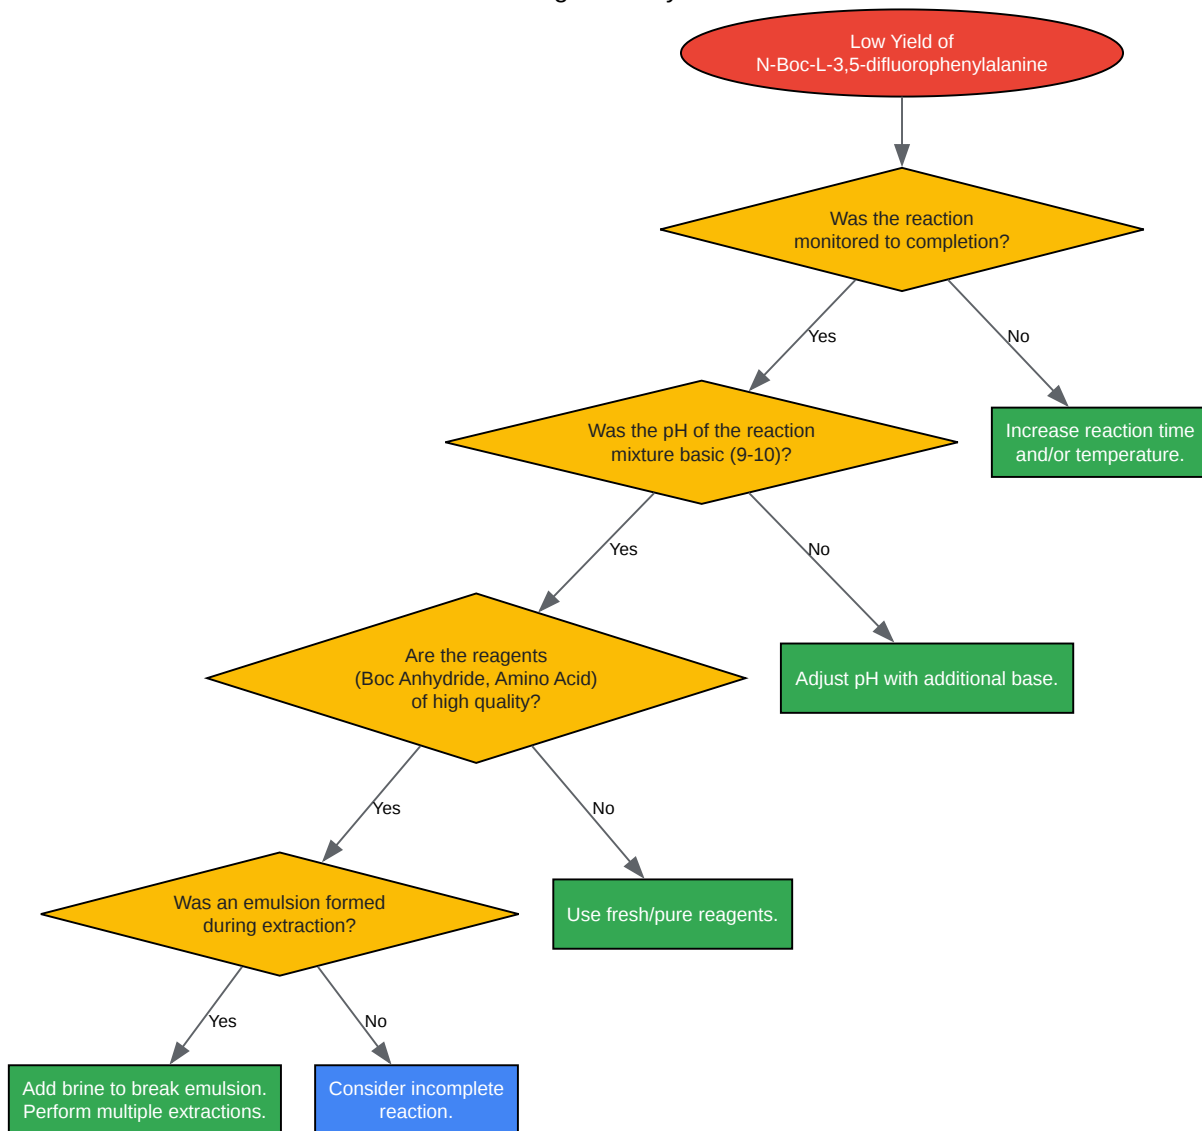 Low Yield of
N-Boc-L-3,5-difluorophenylalanine
Was the reaction
monitored to completion?
Yes
No
Was the pH of the reaction
mixture basic (9-10)?
Increase reaction time
and/or temperature.
Yes
No
Are the reagents
(Boc Anhydride, Amino Acid)
of high quality?
Adjust pH with additional base.
Yes
No
Was an emulsion formed
during extraction?
Use fresh/pure reagents.
Yes
No
Add brine to break emulsion.
Perform multiple extractions.
Consider incomplete
reaction.